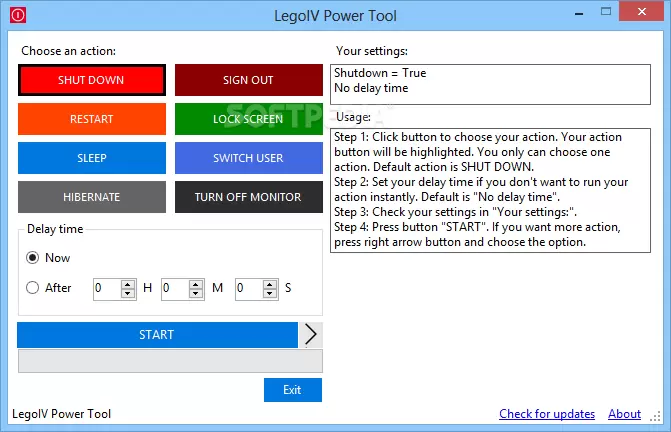 LegoIV Power Tool
Choose an action:
SHUT DOWN
SIGN OUT
RESTART
LOCK SCREEN
SLEEP
SWITCH USER
HIBERNATE
TURN OFF MONITOR
Delay time
Now
After 0 H 0 M 0 S
START
Exit
Your settings:
Shutdown = True
No delay time
SOFTPEDIA
Usage:
Step 1: Click button to choose your action. Your action
button will be highlighted. You only can choose one
action. Default action is SHUT DOWN.
Step 2: Set your delay time if you don't want to run your
action instantly. Default is "No delay time".
Step 3: Check your settings in "Your settings:".
Step 4: Press button "START". If you want more action,
press right arrow button and choose the option.
LegoIV Power Tool
Check for updates
About